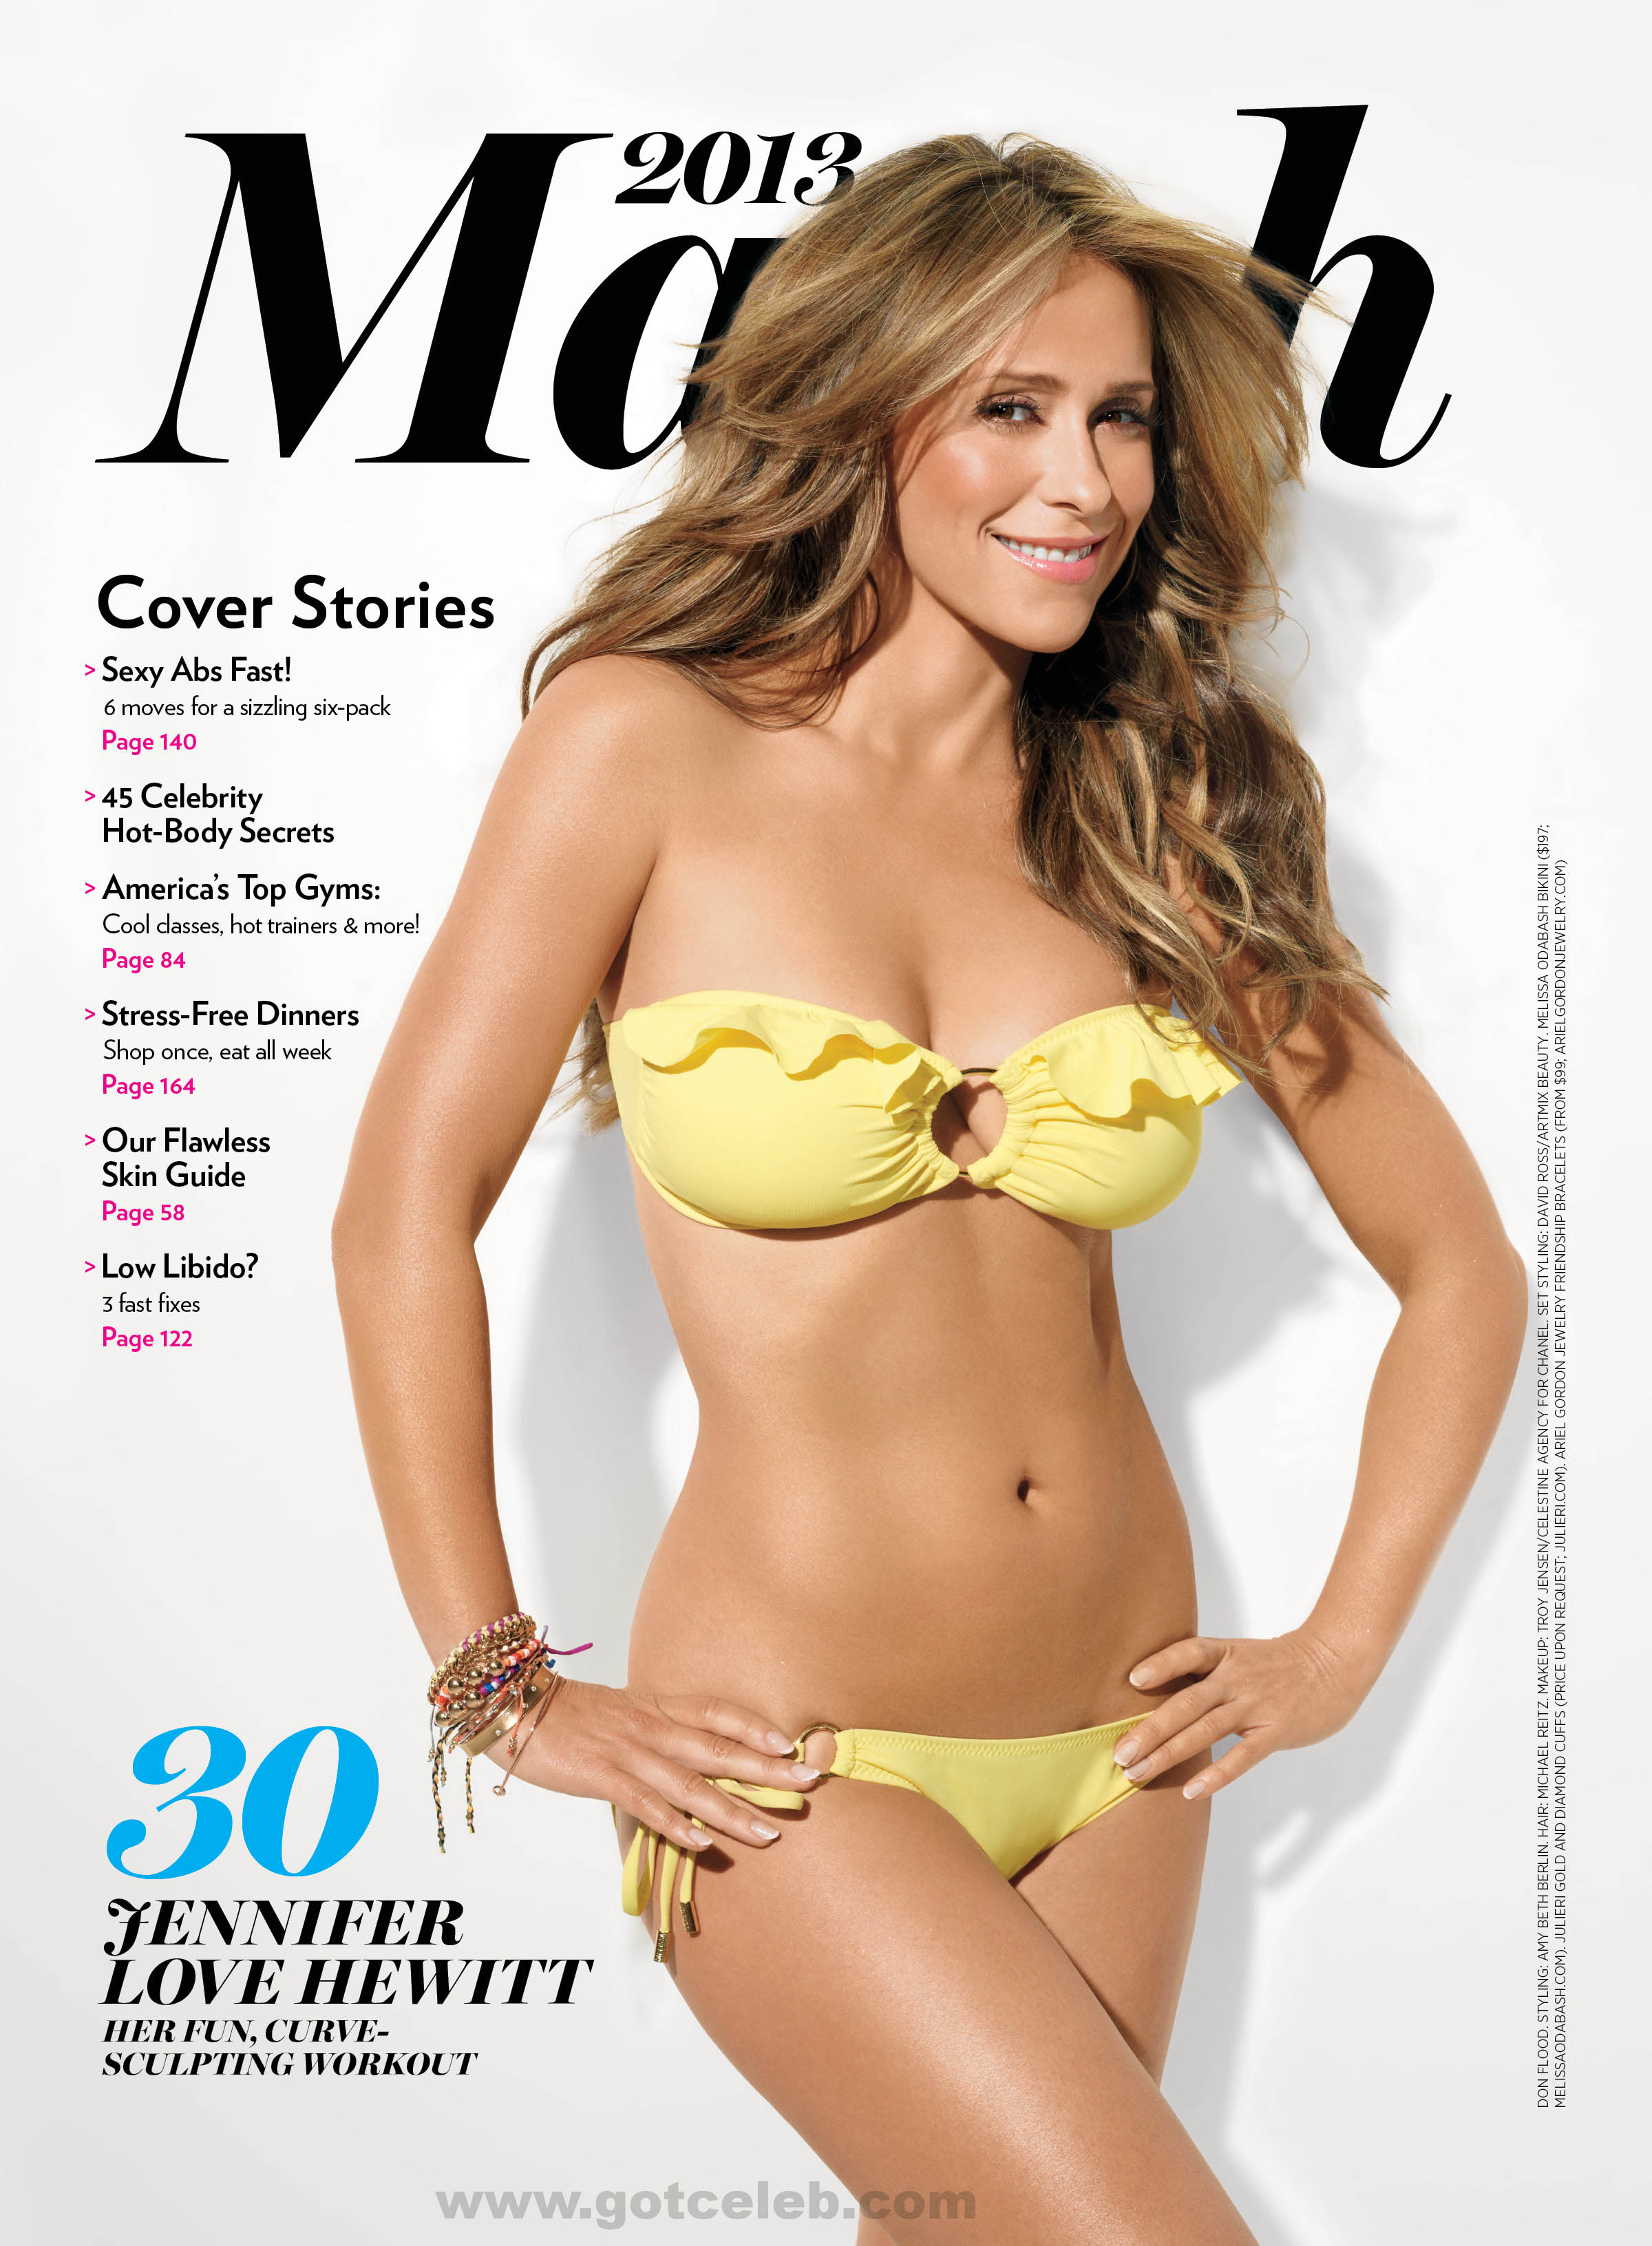 2013
Ma h
Cover Stories
> Sexy Abs Fast!
6 moves for a sizzling six-pack
Page 140
> 45 Celebrity
Hot-Body Secrets
> America's Top Gyms:
Cool classes, hot trainers & more!
Page 84
> Stress-Free Dinners
Shop once, eat all week
Page 164
> Our Flawless
Skin Guide
Page 58
> Low Libido?
3 fast fixes
Page 122
30
JENNIFER
LOVE HEWITT
HER FUN, CURVE-
SCULPTING WORKOUT
DON FLOOD. STYLING: AMY BETH BERLIN. HAIR: MICHAEL REITZ. MAKEUP: TROY JENSEN/CELESTINE AGENCY FOR CHANEL. SET STYLING: DAVID ROSS/ARTMIX BEAUTY. MELISSA ODABASH BIKINI ($197;
MELISSAODABASH.COM). JULIERI GOLD AND DIAMOND CUFFS (PRICE UPON REQUEST; JULIERI.COM). ARIEL GORDON JEWELRY FRIENDSHIP BRACELETS (FROM $99; ARIELGORDONJEWELRY.COM)
www.gotceleb.com